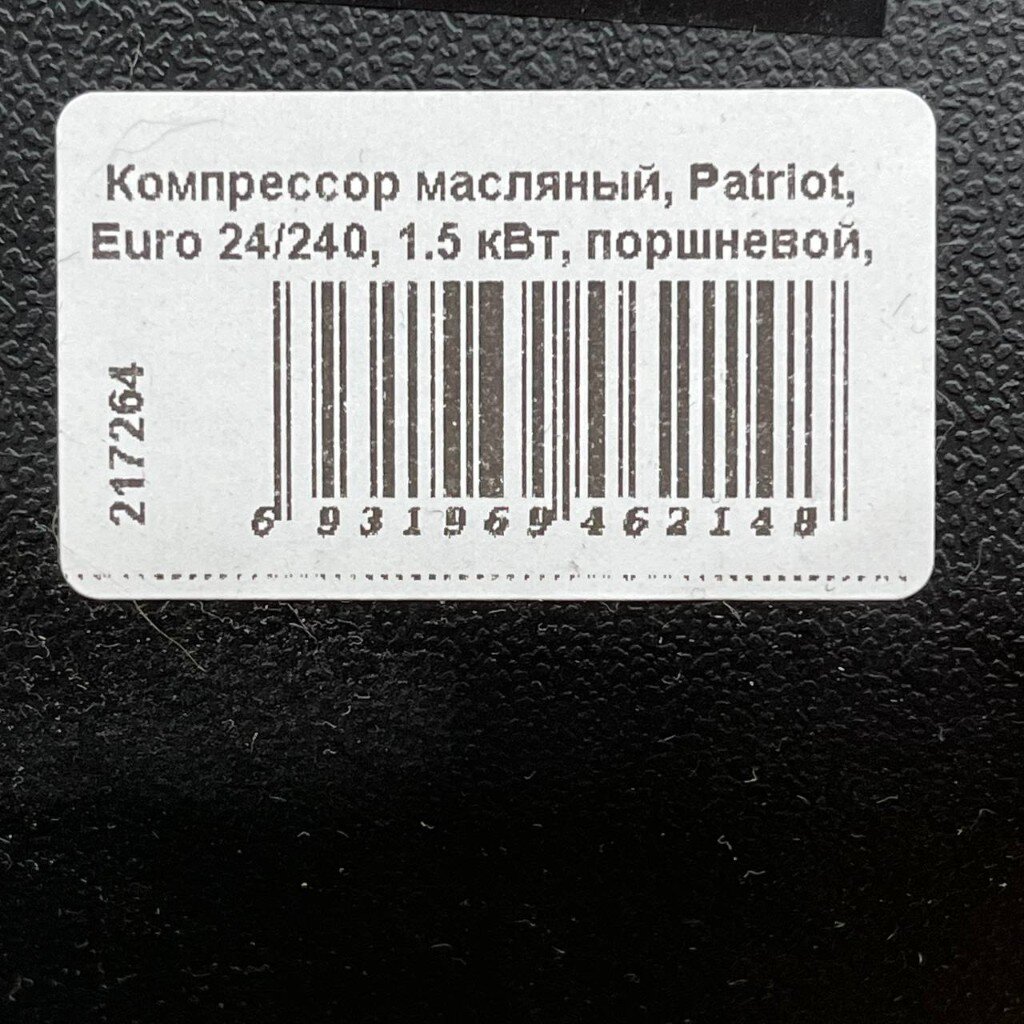 Компрессор масляный, Patriot,
Euro 24/240, 1.5 кВт, поршневой,
217264
6 931969 462148